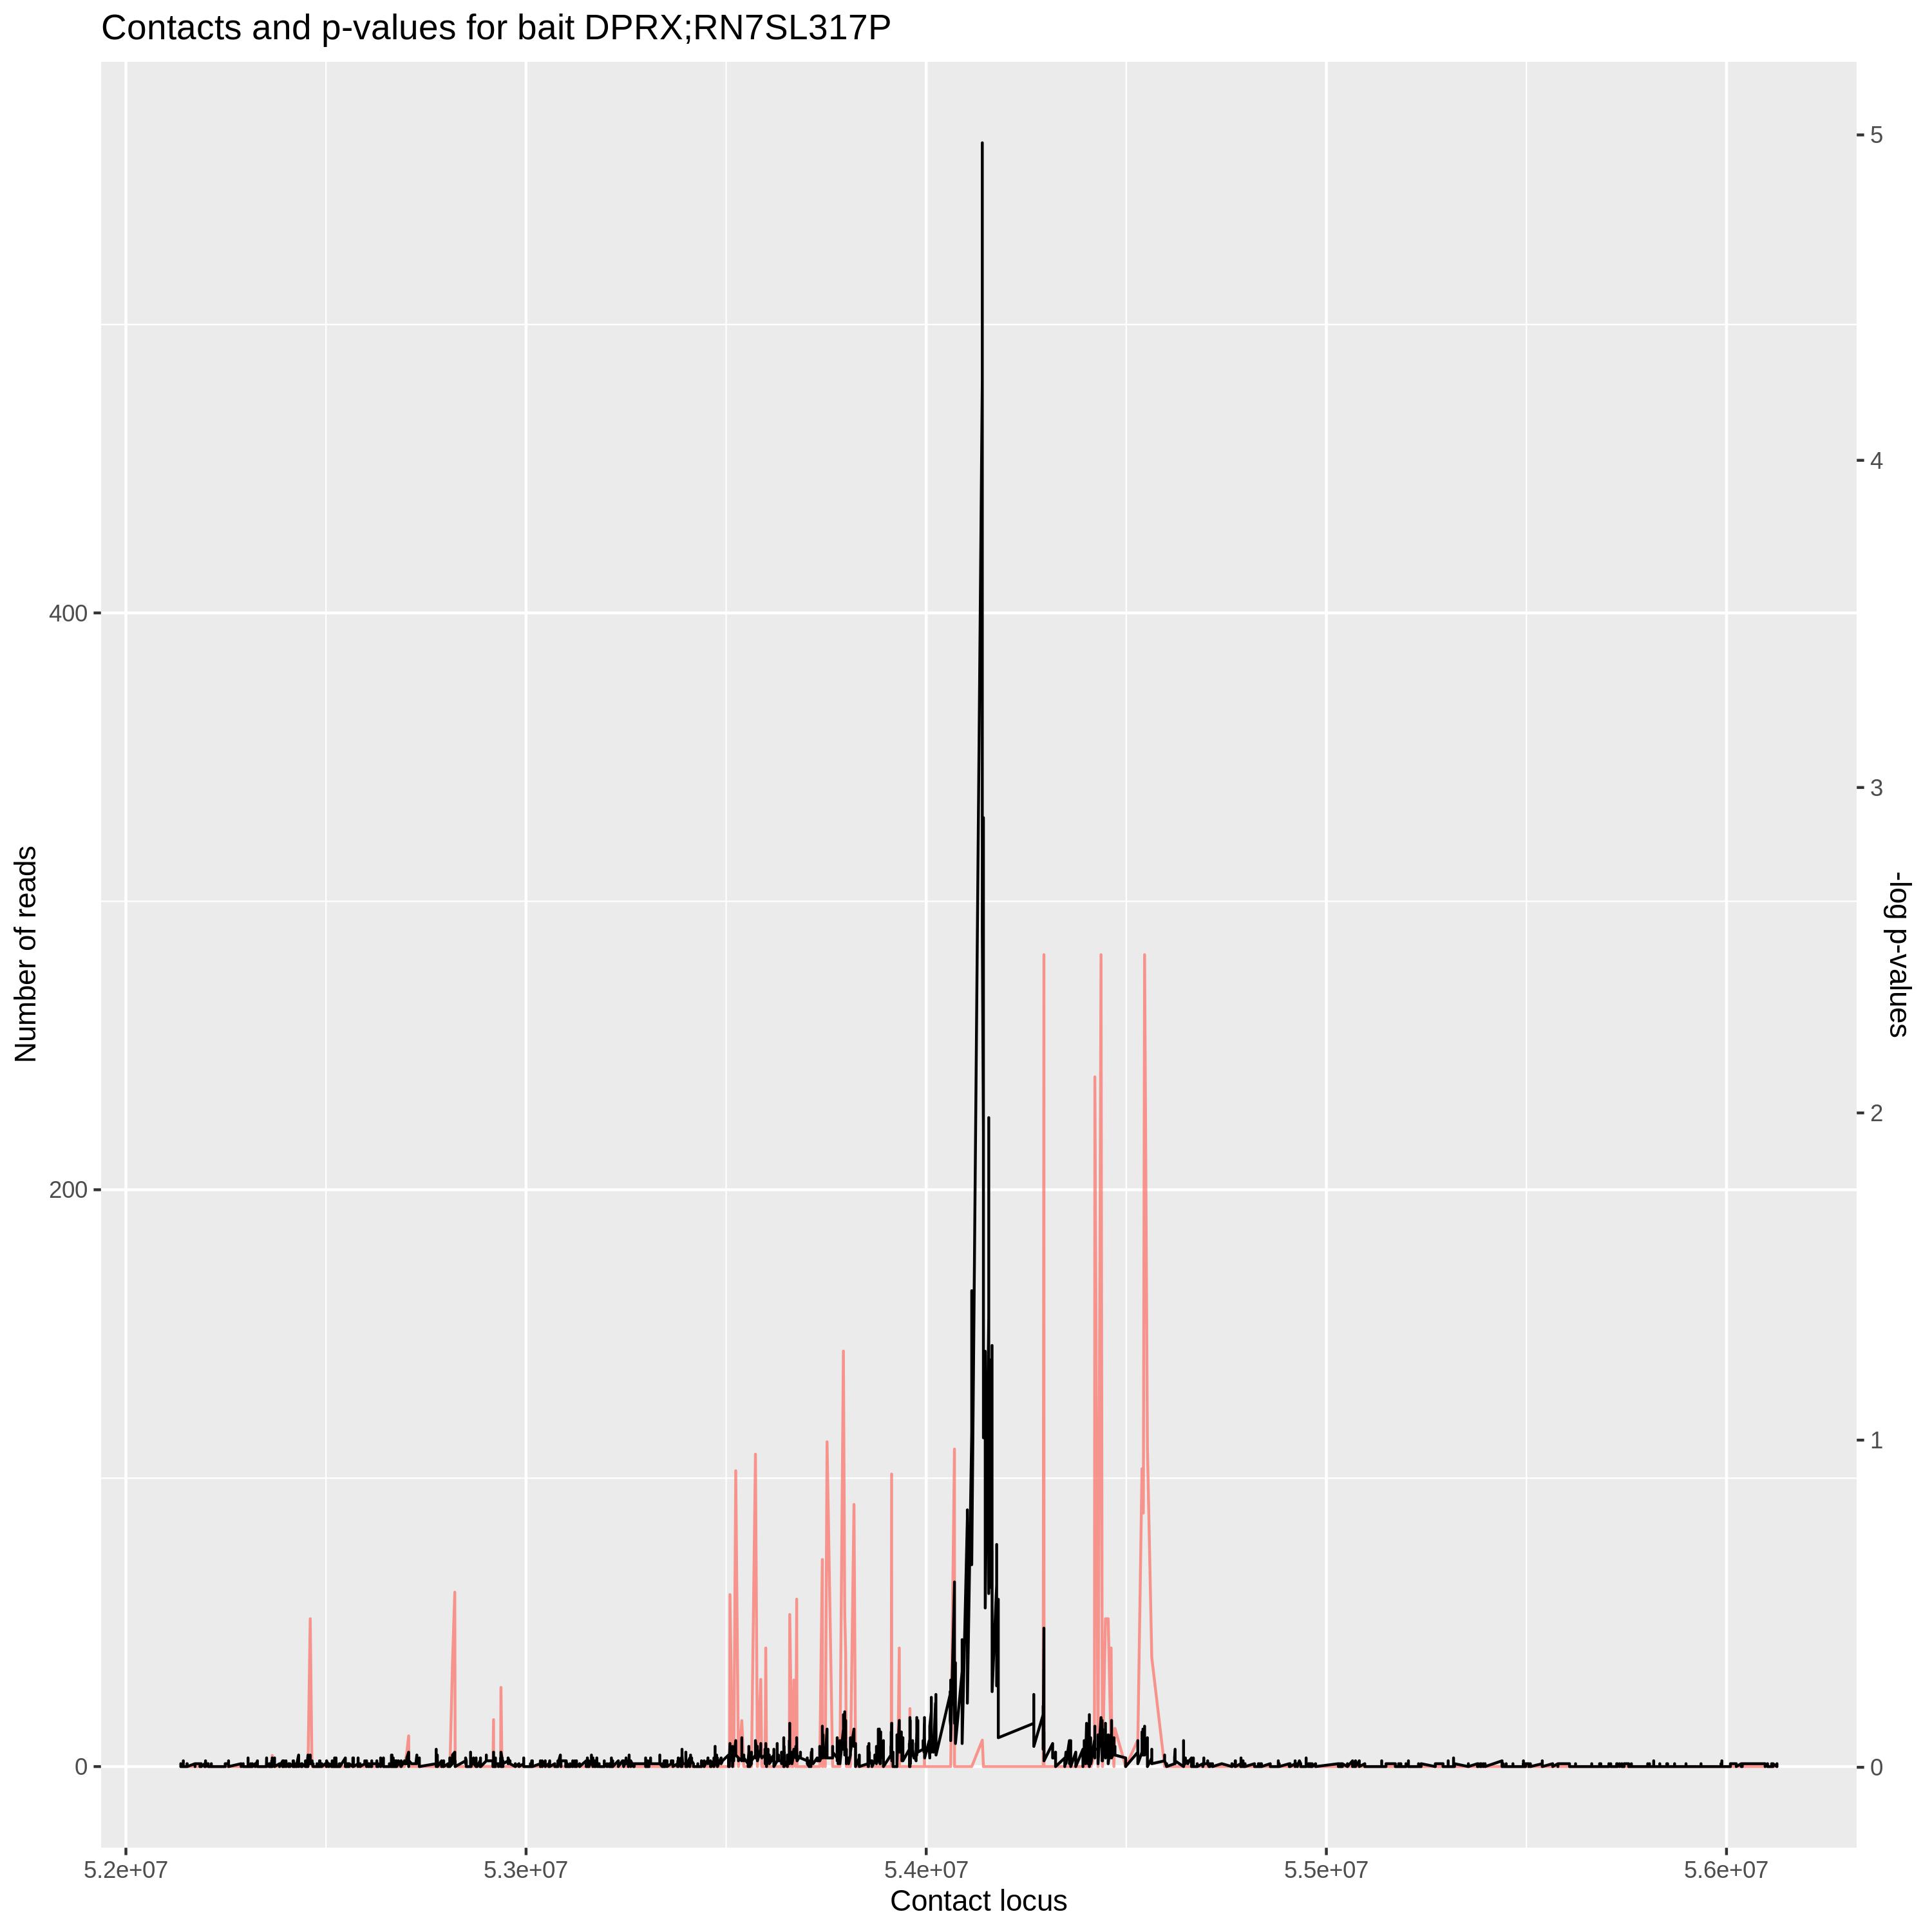 Contacts and p-values for bait DPRX;RN7SL317P
Number of reads
400
200
0
5
4
3
2
1
0
-log p-values
5.2e+07
5.3e+07
5.4e+07
5.5e+07
5.6e+07
Contact locus